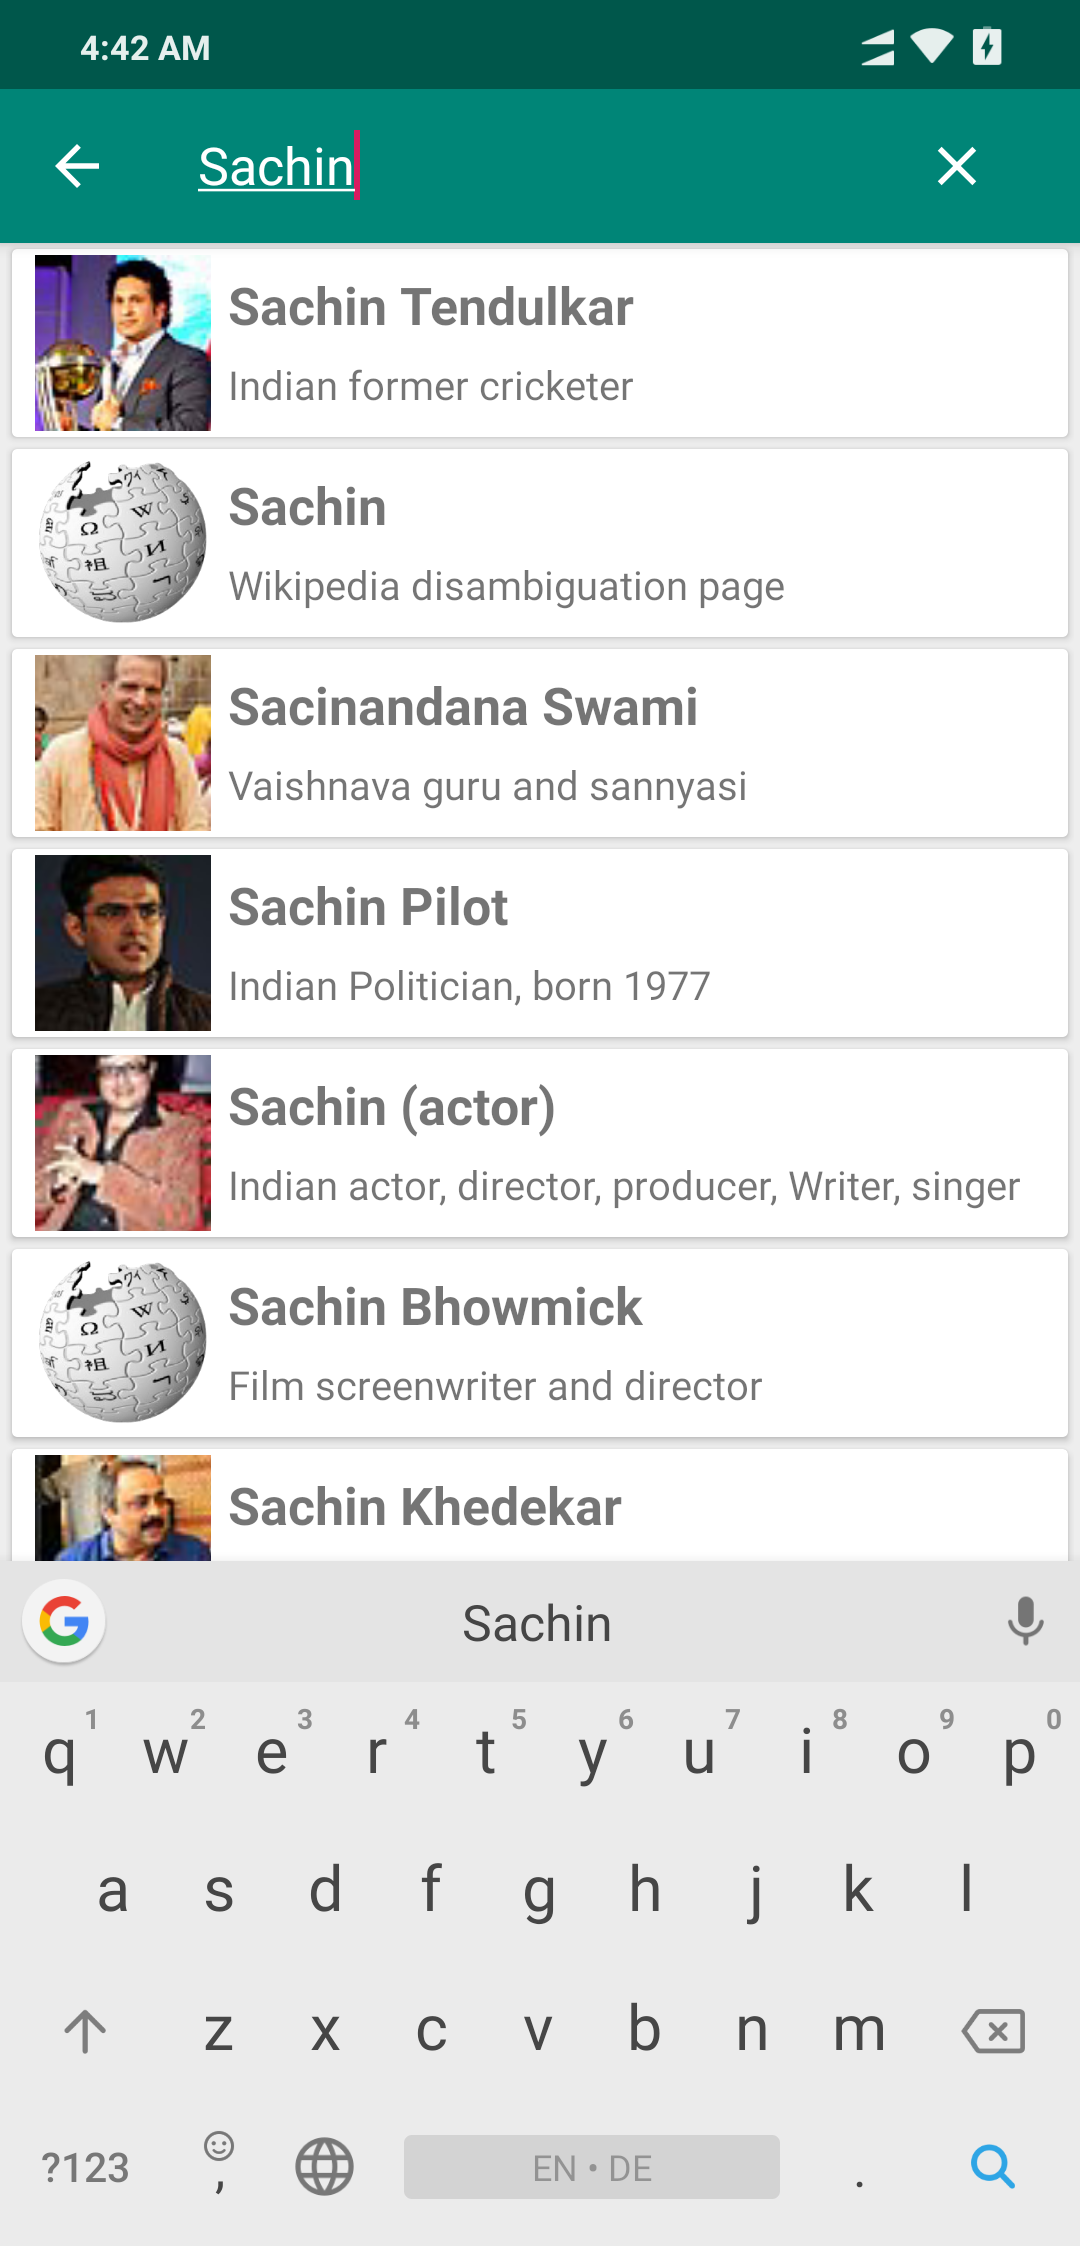 4:42 AM
Sachin
Sachin Tendulkar
Indian former cricketer
Sachin
Wikipedia disambiguation page
Sacinandana Swami
Vaishnava guru and sannyasi
Sachin Pilot
Indian Politician, born 1977
Sachin (actor)
Indian actor, director, producer, Writer, singer
Sachin Bhowmick
Film screenwriter and director
Sachin Khedekar
Sachin
1 2 3 4 5 6 7 8 9 0
q w e r t y u i o p
a s d f g h j k l
z x c v b n m
?123 , EN • DE .